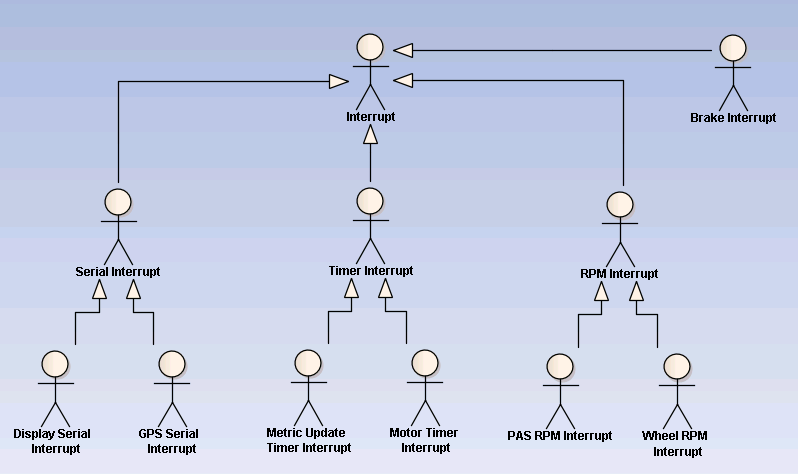 Interrupt
Brake Interrupt
Serial Interrupt
Timer Interrupt
RPM Interrupt
Display Serial
Interrupt
GPS Serial
Interrupt
Metric Update
Timer Interrupt
Motor Timer
Interrupt
PAS RPM Interrupt
Wheel RPM
Interrupt